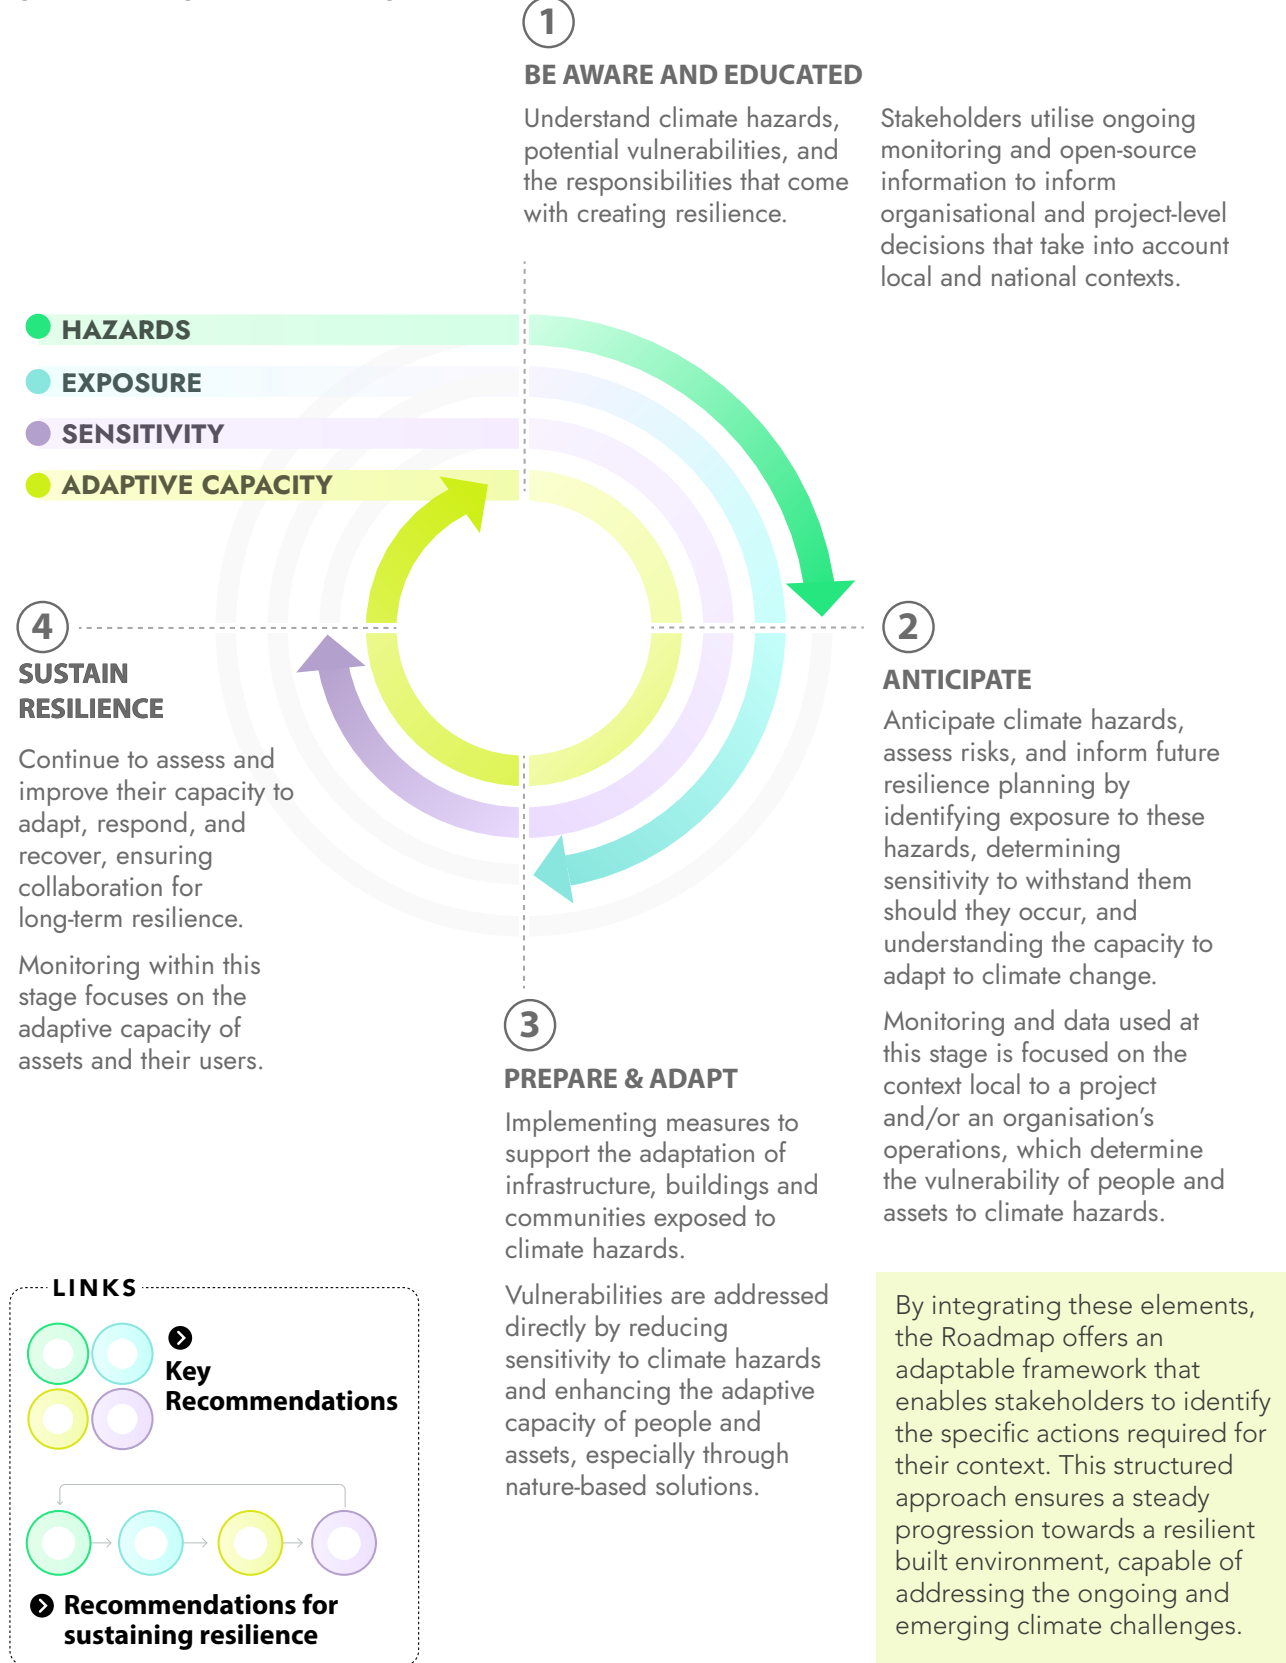 1
BE AWARE AND EDUCATED
Understand climate hazards,
potential vulnerabilities, and
the responsibilities that come
with creating resilience.
Stakeholders utilise ongoing
monitoring and open-source
information to inform
organisational and project-level
decisions that take into account
local and national contexts.
HAZARDS
EXPOSURE
SENSITIVITY
ADAPTIVE CAPACITY
2
ANTICIPATE
Anticipate climate hazards,
assess risks, and inform future
resilience planning by
identifying exposure to these
hazards, determining
sensitivity to withstand them
should they occur, and
understanding the capacity to
adapt to climate change.
Monitoring and data used at
this stage is focused on the
context local to a project
and/or an organisation’s
operations, which determine
the vulnerability of people and
assets to climate hazards.
3
PREPARE & ADAPT
Implementing measures to
support the adaptation of
infrastructure, buildings and
communities exposed to
climate hazards.
Vulnerabilities are addressed
directly by reducing
sensitivity to climate hazards
and enhancing the adaptive
capacity of people and
assets, especially through
nature-based solutions.
4
SUSTAIN
RESILIENCE
Continue to assess and
improve their capacity to
adapt, respond, and
recover, ensuring
collaboration for
long-term resilience.
Monitoring within this
stage focuses on the
adaptive capacity of
assets and their users.
LINKS
Key
Recommendations
Recommendations for
sustaining resilience
By integrating these elements,
the Roadmap offers an
adaptable framework that
enables stakeholders to identify
the specific actions required for
their context. This structured
approach ensures a steady
progression towards a resilient
built environment, capable of
addressing the ongoing and
emerging climate challenges.